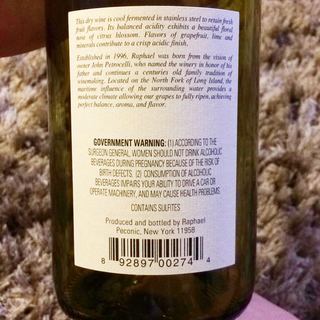 This dry wine is cool fermented in stainless steel to retain fresh
fruit flavors. Its balanced acidity exhibits a beautiful floral
nose of citrus blossom. Flavors of grapefruit, lime and
minerals contribute to a crisp acidic finish.
Established in 1996, Raphael was born from the vision of
owner John Petrocelli, who named the winery in honor of his
father and continues a centuries old family tradition of
winemaking. Located on the North Fork of Long Island, the
maritime influence of the surrounding water provides a
moderate climate allowing our grapes to fully ripen, achieving
perfect balance, aroma, and flavor.
GOVERNMENT WARNING: (1) ACCORDING TO THE
SURGEON GENERAL, WOMEN SHOULD NOT DRINK ALCOHOLIC
BEVERAGES DURING PREGNANCY BECAUSE OF THE RISK OF
BIRTH DEFECTS. (2) CONSUMPTION OF ALCOHOLIC
BEVERAGES IMPAIRS YOUR ABILITY TO DRIVE A CAR OR
OPERATE MACHINERY, AND MAY CAUSE HEALTH PROBLEMS.
CONTAINS SULFITES
Produced and bottled by Raphael
Peconic, New York 11958
8 92897 00274 4